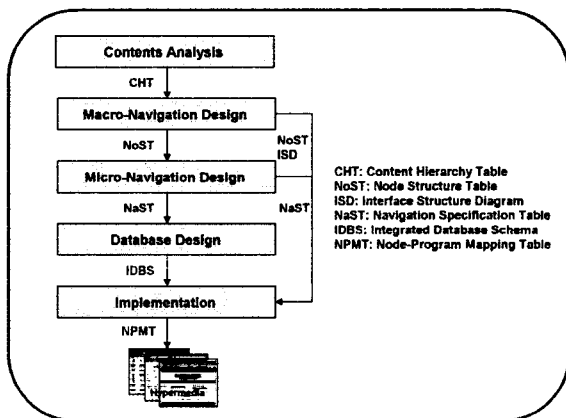 Contents Analysis
CHT
Macro-Navigation Design
NoST
NoST
ISD
Micro-Navigation Design
NaST
NaST
Database Design
IDBS
Implementation
NPMT
Hypermedia
CHT: Content Hierarchy Table
NoST: Node Structure Table
ISD: Interface Structure Diagram
NaST: Navigation Specification Table
IDBS: Integrated Database Schema
NPMT: Node-Program Mapping Table